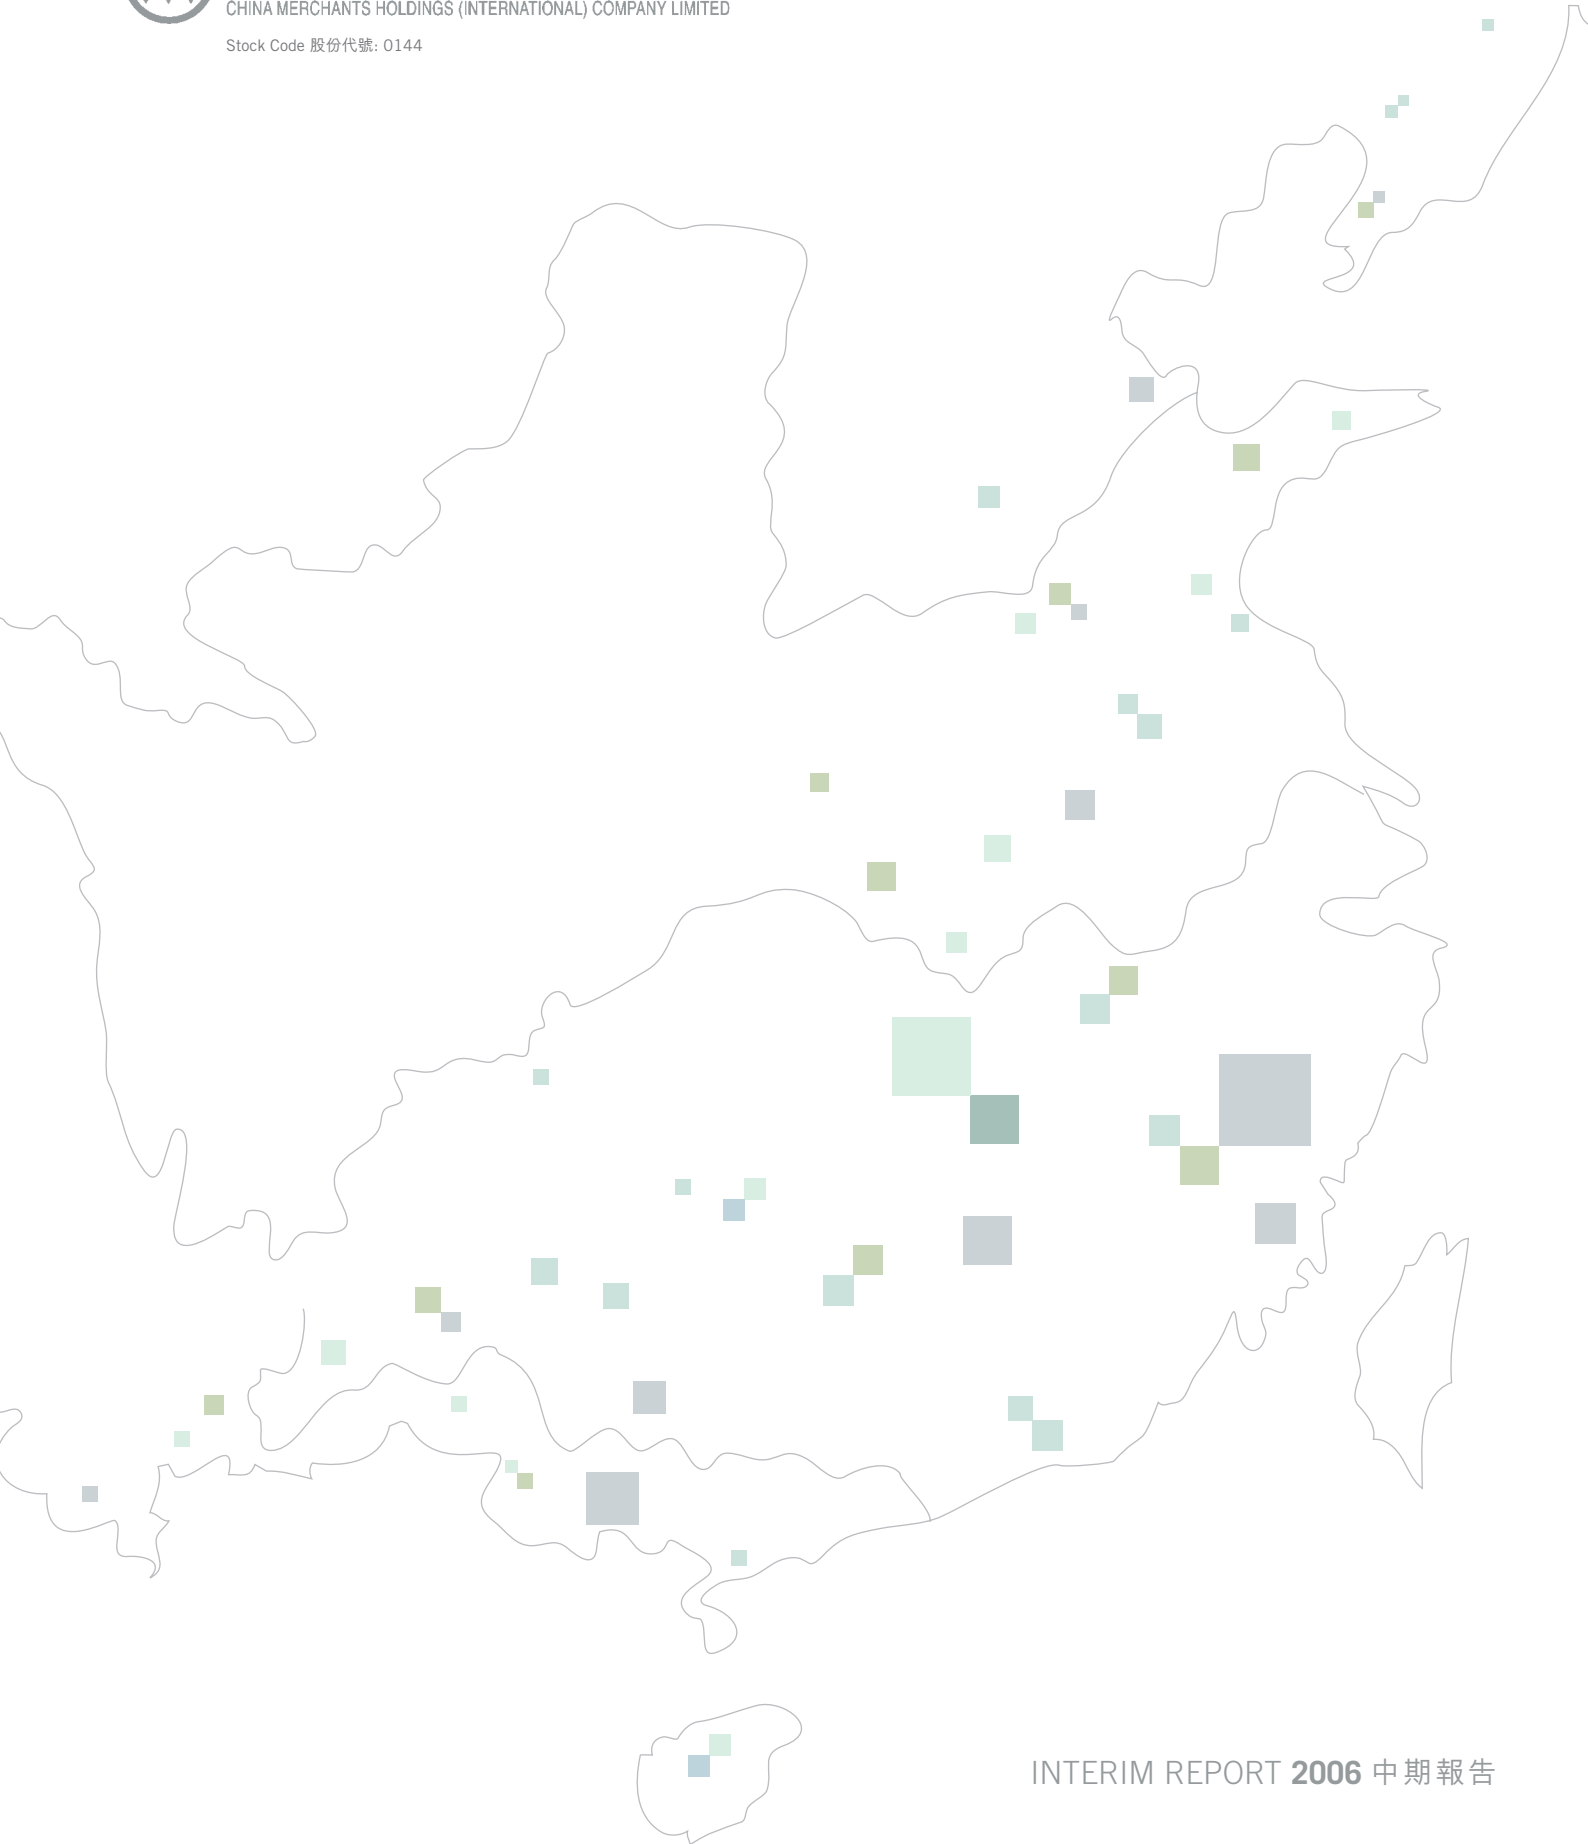 CHINA MERCHANTS HOLDINGS (INTERNATIONAL) COMPANY LIMITED
Stock Code 股份代號: 0144
INTERIM REPORT 2006 中期報告